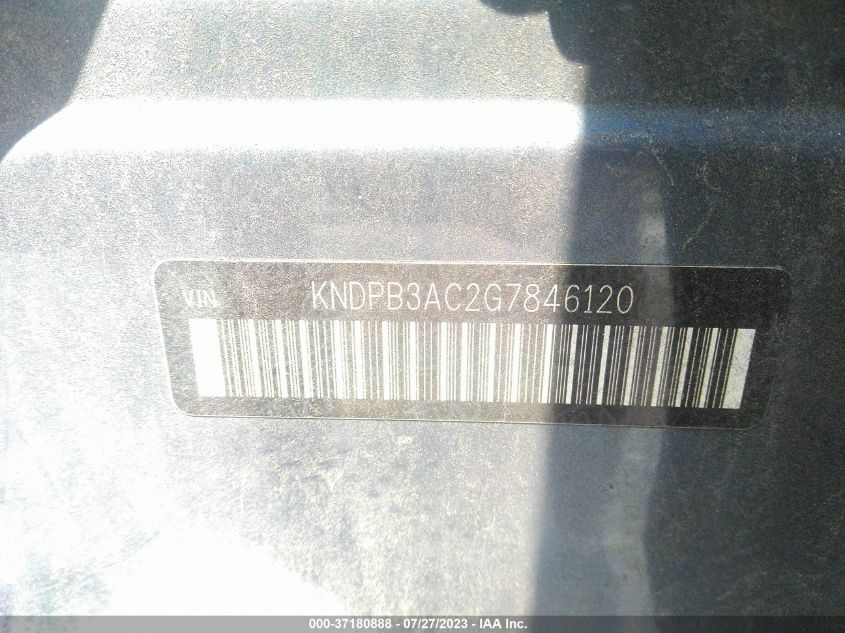 VIN KNDPB3AC2G7846120
000-37180888 - 07/27/2023 - IAA Inc.